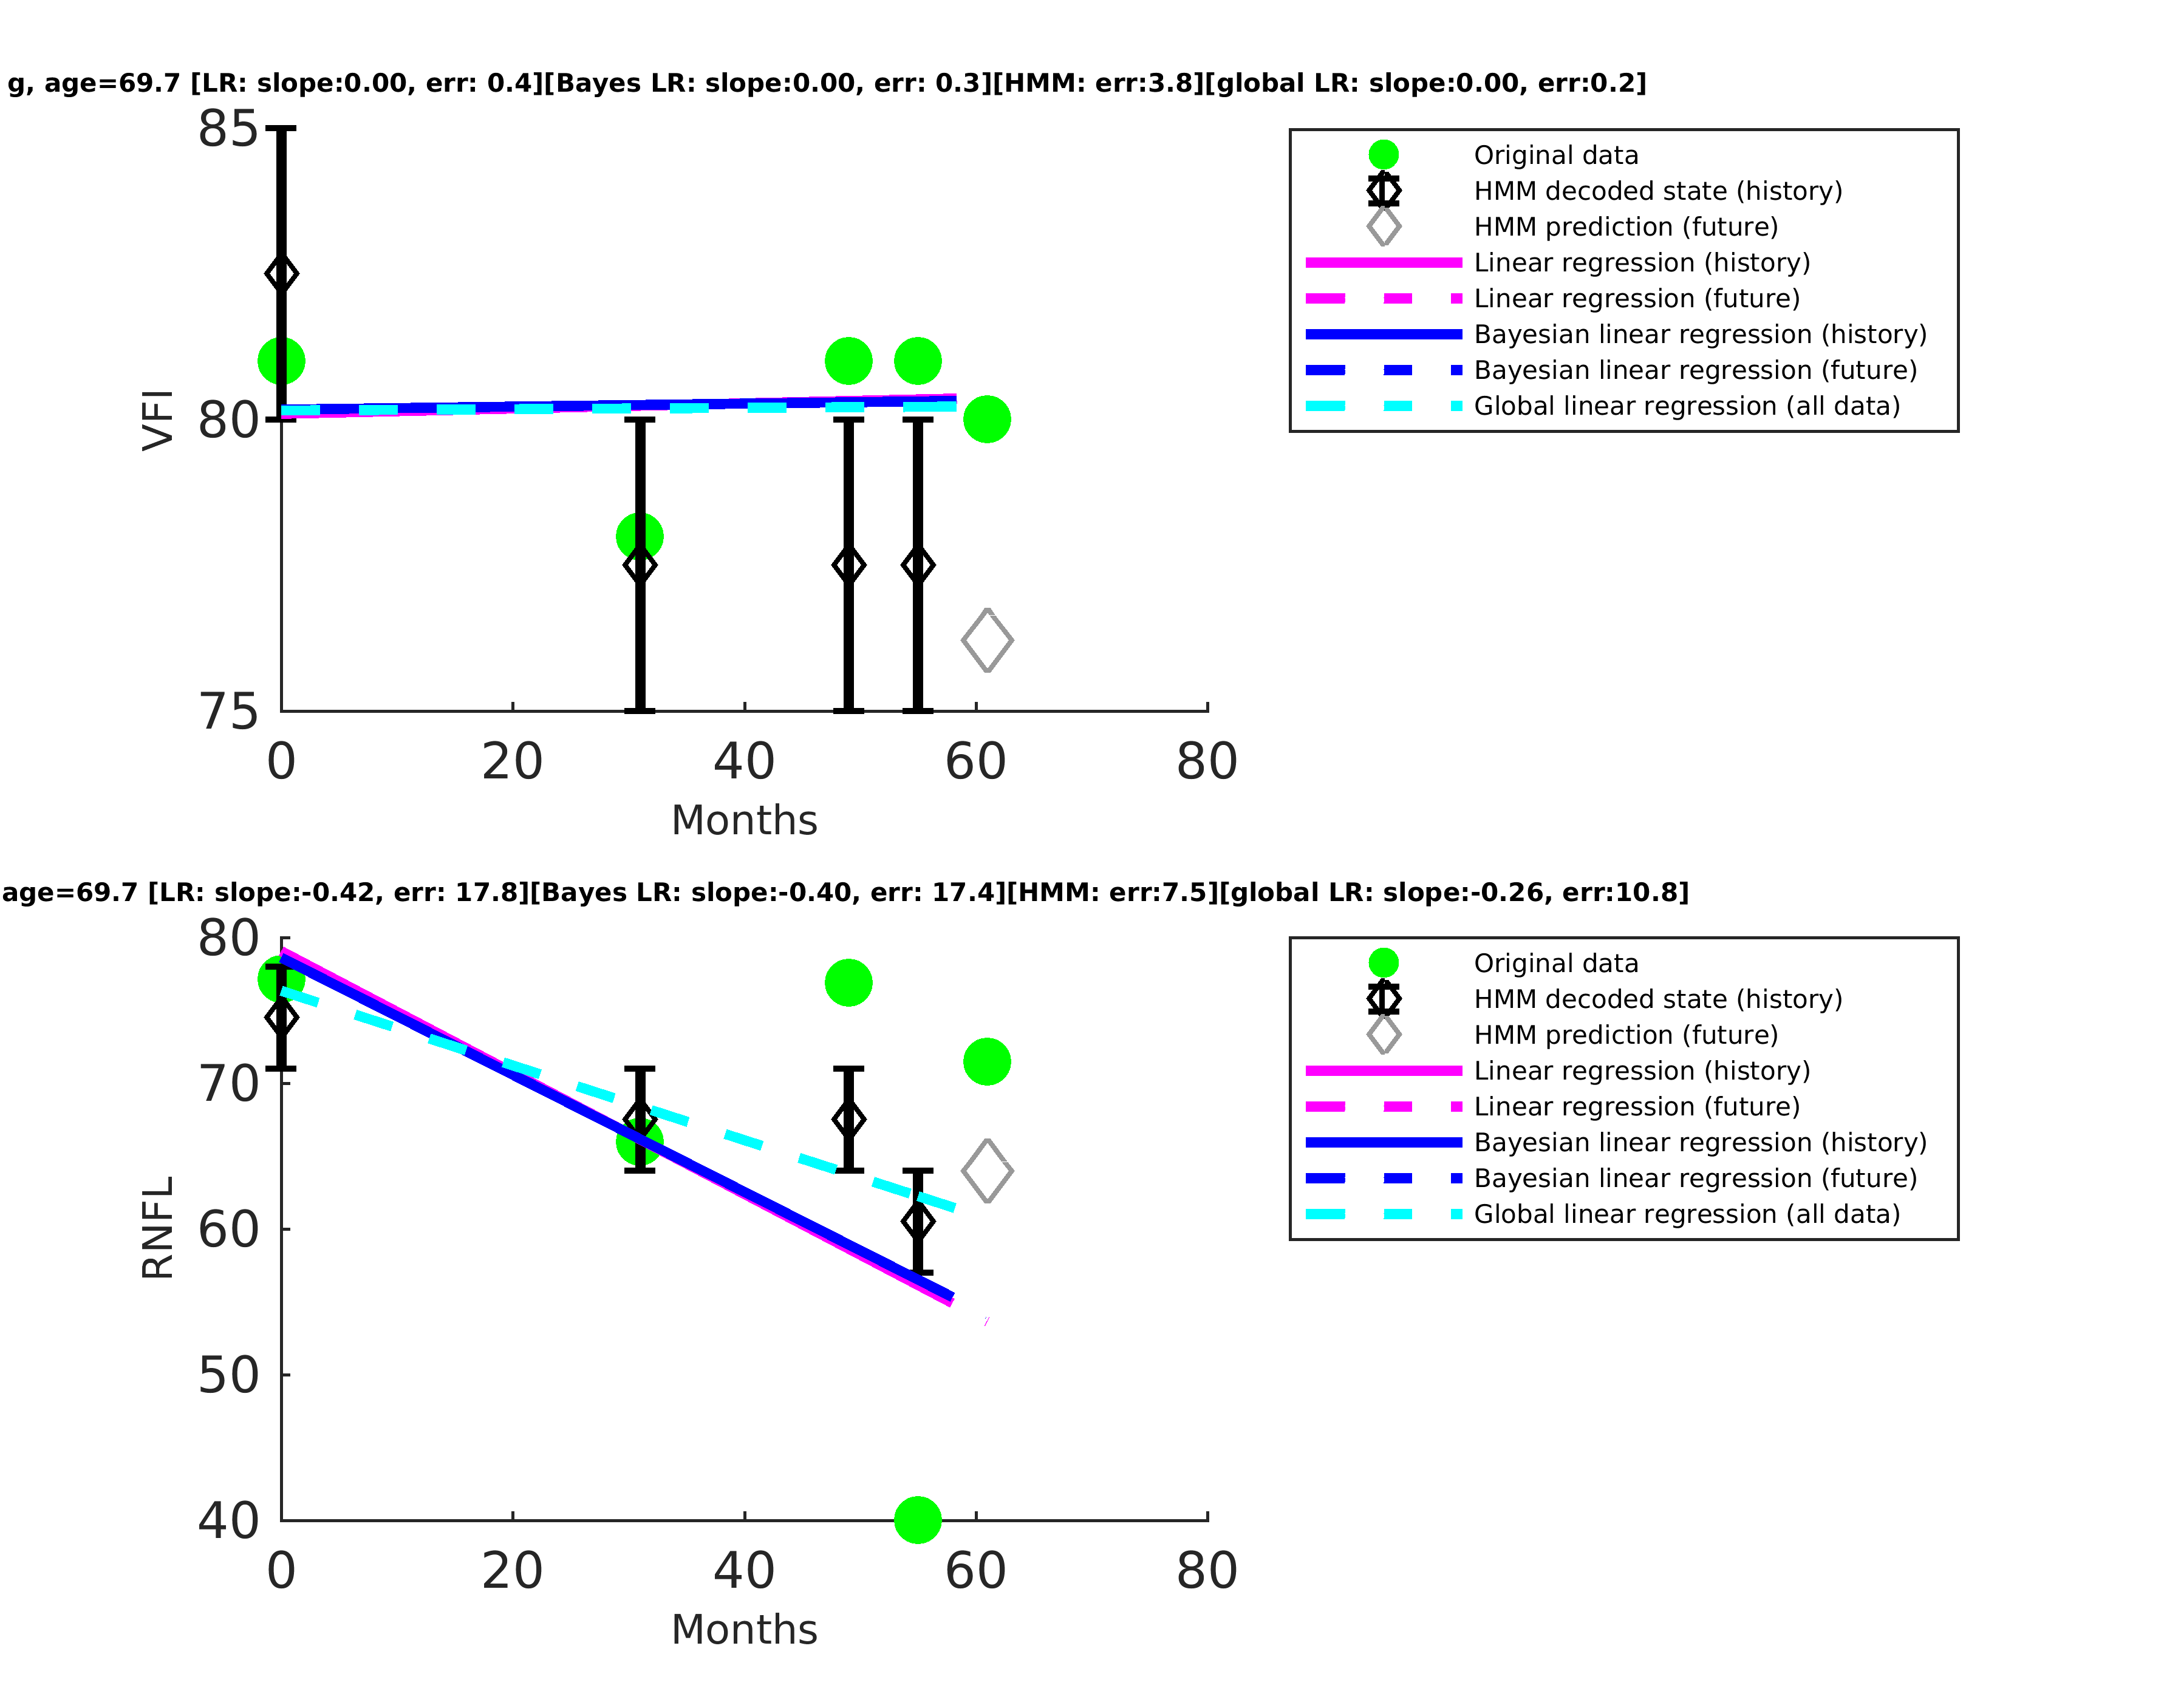 g, age=69.7 [LR: slope:0.00, err: 0.4][Bayes LR: slope:0.00, err: 0.3][HMM: err:3.8][global LR: slope:0.00, err:0.2]
85
80
75
VFI
0 20 40 60 80
Months
Original data
HMM decoded state (history)
HMM prediction (future)
Linear regression (history)
Linear regression (future)
Bayesian linear regression (history)
Bayesian linear regression (future)
Global linear regression (all data)
age=69.7 [LR: slope:-0.42, err: 17.8][Bayes LR: slope:-0.40, err: 17.4][HMM: err:7.5][global LR: slope:-0.26, err:10.8]
80
70
60
50
40
RNFL
0 20 40 60 80
Months
Original data
HMM decoded state (history)
HMM prediction (future)
Linear regression (history)
Linear regression (future)
Bayesian linear regression (history)
Bayesian linear regression (future)
Global linear regression (all data)